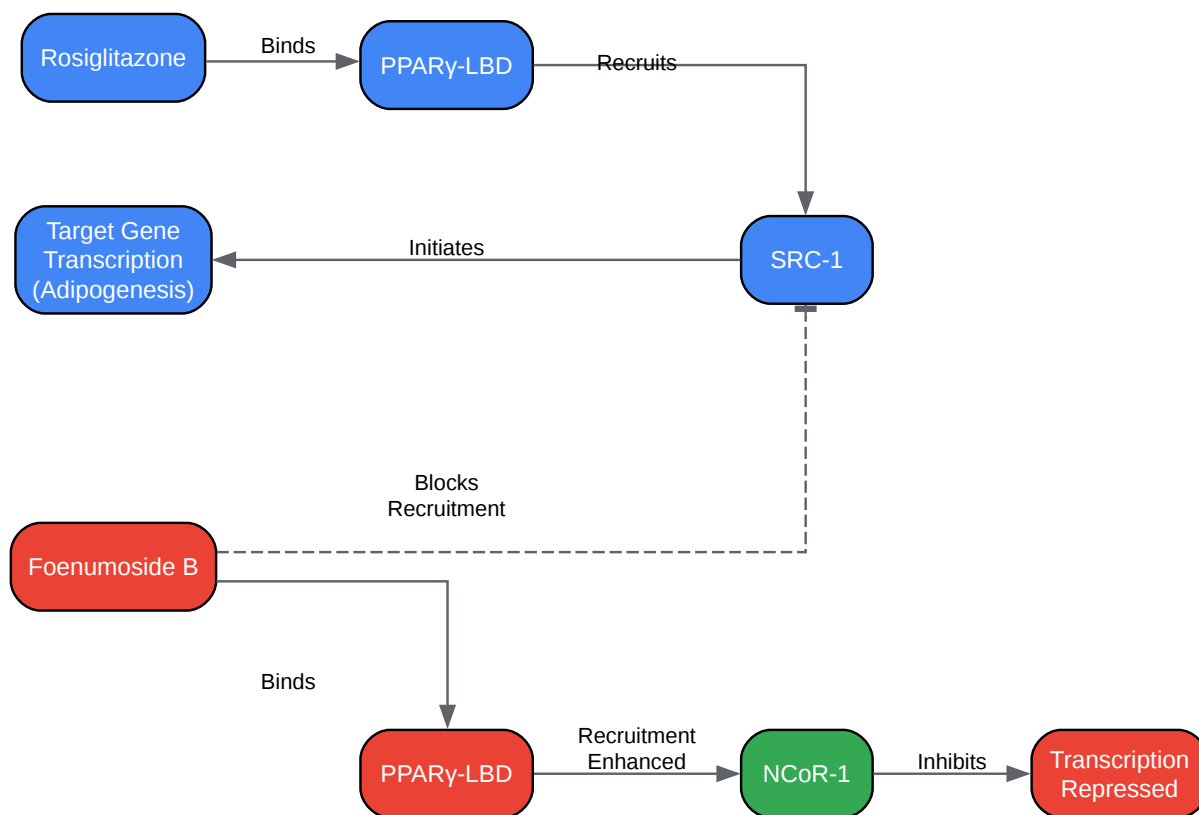 Rosiglitazone
Binds
PPARγ-LBD
Recruits
Target Gene
Transcription
(Adipogenesis)
Initiates
SRC-1
Blocks
Recruitment
Foenumoside B
Binds
PPARγ-LBD
Recruitment
Enhanced
NCoR-1
Inhibits
Transcription
Repressed